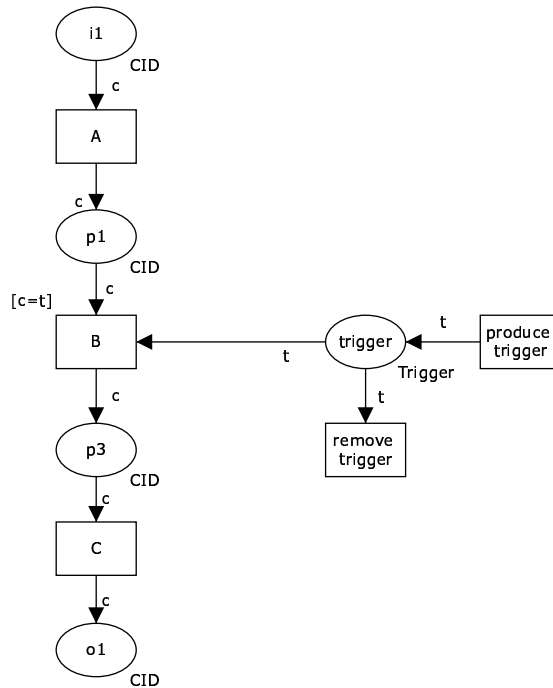 i1
CID
c
A
c
p1
CID
c
[c=t]
B
t
trigger
Trigger
t
produce
trigger
t
remove
trigger
c
p3
CID
c
C
c
o1
CID